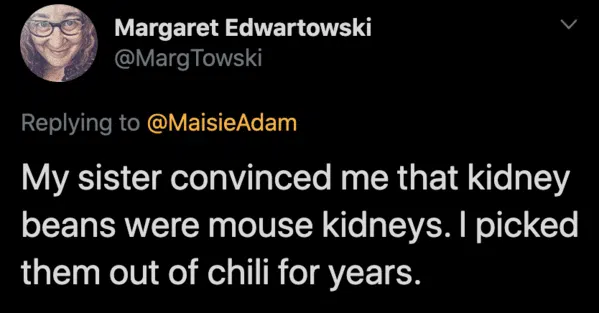 Margaret Edwartowski
@MargTowski
Replying to @MaisieAdam
My sister convinced me that kidney
beans were mouse kidneys. I picked
them out of chili for years.